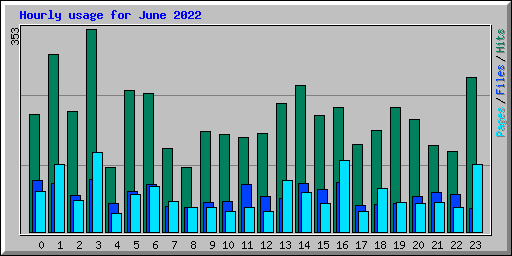 Hourly usage for June 2022
353
Pages/Files/Hits
0 1 2 3 4 5 6 7 8 9 10 11 12 13 14 15 16 17 18 19 20 21 22 23